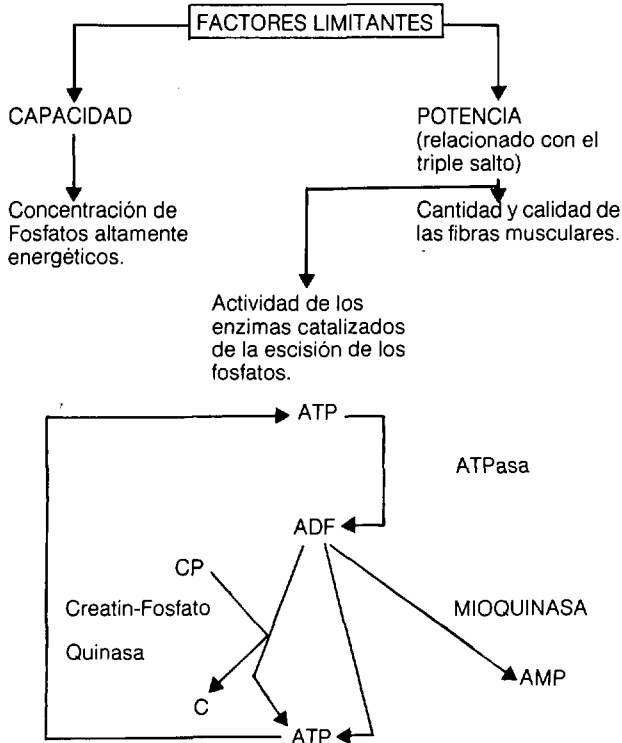 FACTORES LIMITANTES
CAPACIDAD
POTENCIA
(relacionado con el
triple salto)
Concentración de
Fosfatos altamente
energéticos.
Cantidad y calidad de
las fibras musculares.
Actividad de los
enzimas catalizados
de la escisión de los
fosfatos.
ATP
ATPasa
ADF
CP
Creatin-Fosfato
Quinasa
MIOQUINASA
AMP
C
ATP